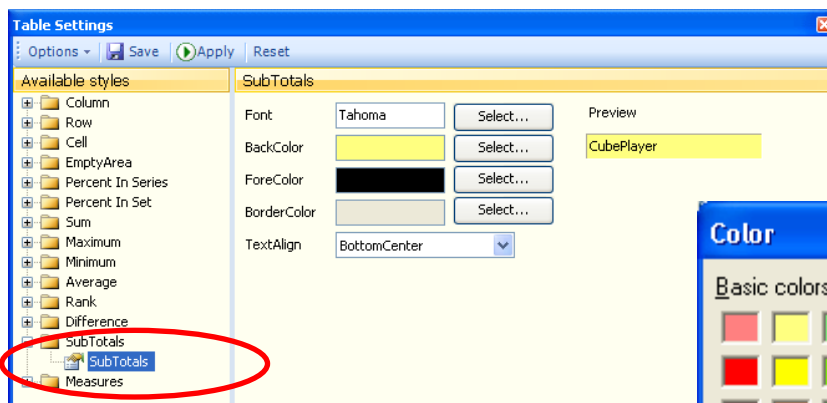 Table Settings
Options Save Apply Reset
Available styles
Column
Row
Cell
EmptyArea
Percent In Series
Percent In Set
Sum
Maximum
Minimum
Average
Rank
Difference
SubTotals
SubTotals
Measures
SubTotals
Font Tahoma Select... Preview
BackColor Select... CubePlayer
ForeColor Select...
BorderColor Select...
TextAlign BottomCenter
Color
Basic colors